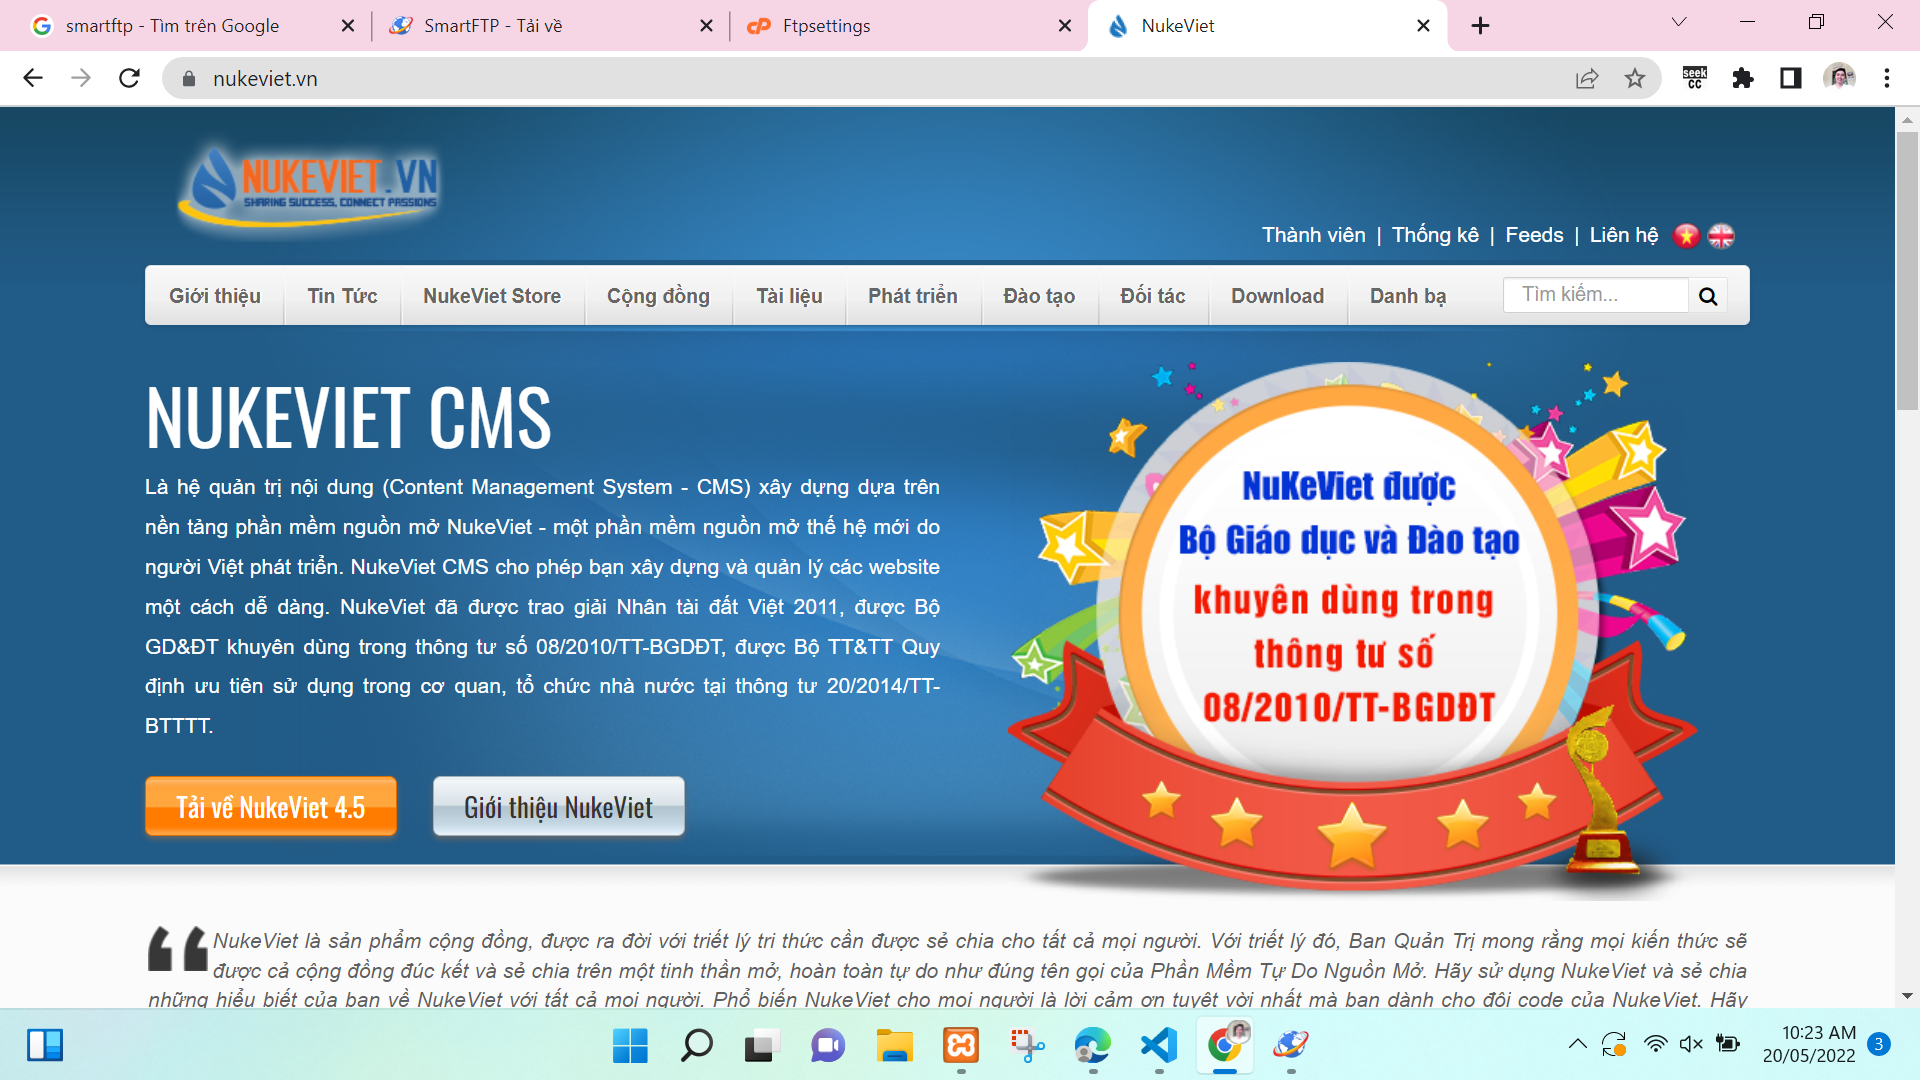 smartftp - Tìm trên Google
SmartFTP - Tải về
Ftpsettings
NukeViet
nukeviet.vn
seek
CC
NUKEVIET.VN
SHARING SUCCESS, CONNECT PASSIONS
Thành viên | Thống kê | Feeds | Liên hệ
Giới thiệu Tin Tức NukeViet Store Cộng đồng Tài liệu Phát triển Đào tạo Đối tác Download Danh bạ Tìm kiếm...
NUKEVIET CMS
Là hệ quản trị nội dung (Content Management System - CMS) xây dựng dựa trên
nền tảng phần mềm nguồn mở NukeViet - một phần mềm nguồn mở thế hệ mới do
người Việt phát triển. NukeViet CMS cho phép bạn xây dựng và quản lý các website
một cách dễ dàng. NukeViet đã được trao giải Nhân tài đất Việt 2011, được Bộ
GD&ĐT khuyên dùng trong thông tư số 08/2010/TT-BGDĐT, được Bộ TT&TT Quy
định ưu tiên sử dụng trong cơ quan, tổ chức nhà nước tại thông tư 20/2014/TT-
BTTTT.
Tải về NukeViet 4.5
Giới thiệu NukeViet
NuKeViet được
Bộ Giáo dục và Đào tạo
khuyên dùng trong
thông tư số
08/2010/TT-BGDĐT
NukeViet là sản phẩm cộng đồng, được ra đời với triết lý tri thức cần được sẻ chia cho tất cả mọi người. Với triết lý đó, Ban Quản Trị mong rằng mọi kiến thức sẽ
được cả cộng đồng đúc kết và sẻ chia trên một tinh thần mở, hoàn toàn tự do như đúng tên gọi của Phần Mềm Tự Do Nguồn Mở. Hãy sử dụng NukeViet và sẻ chia
những hiểu biết của bạn về NukeViet với tất cả mọi người. Phổ biến NukeViet cho mọi người là lời cảm ơn tuyệt vời nhất mà bạn dành cho đội code của NukeViet. Hãy
10:23 AM
20/05/2022
3